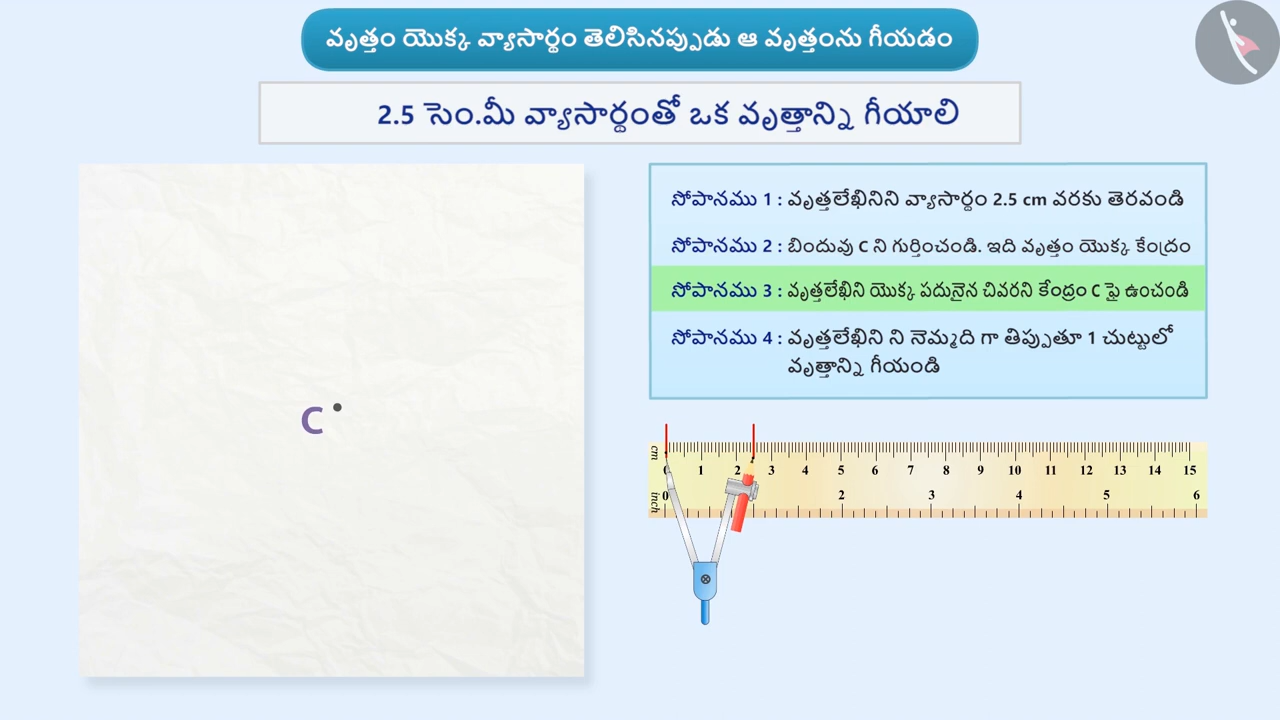 వృత్తం యొక్క వ్యాసార్థం తెలిసినప్పుడు ఆ వృత్తంను గీయడం
2.5 సెం.మీ వ్యాసార్థంతో ఒక వృత్తాన్ని గీయాలి
సోపానము 1 : వృత్తలేఖినిని వ్యాసార్థం 2.5 cm వరకు తెరవండి
సోపానము 2 : బిందువు C ని గుర్తించండి. ఇది వృత్తం యొక్క కేంద్రం
సోపానము 3 : వృత్తలేఖిని యొక్క పదునైన చివరని కేంద్రం C పై ఉంచండి
సోపానము 4 : వృత్తలేఖిని ని నెమ్మది గా తిప్పుతూ 1 చుట్టులో
వృత్తాన్ని గీయండి
C
cm 0 1 2 3 4 5 6 7 8 9 10 11 12 13 14 15
inch 0 2 3 4 5 6